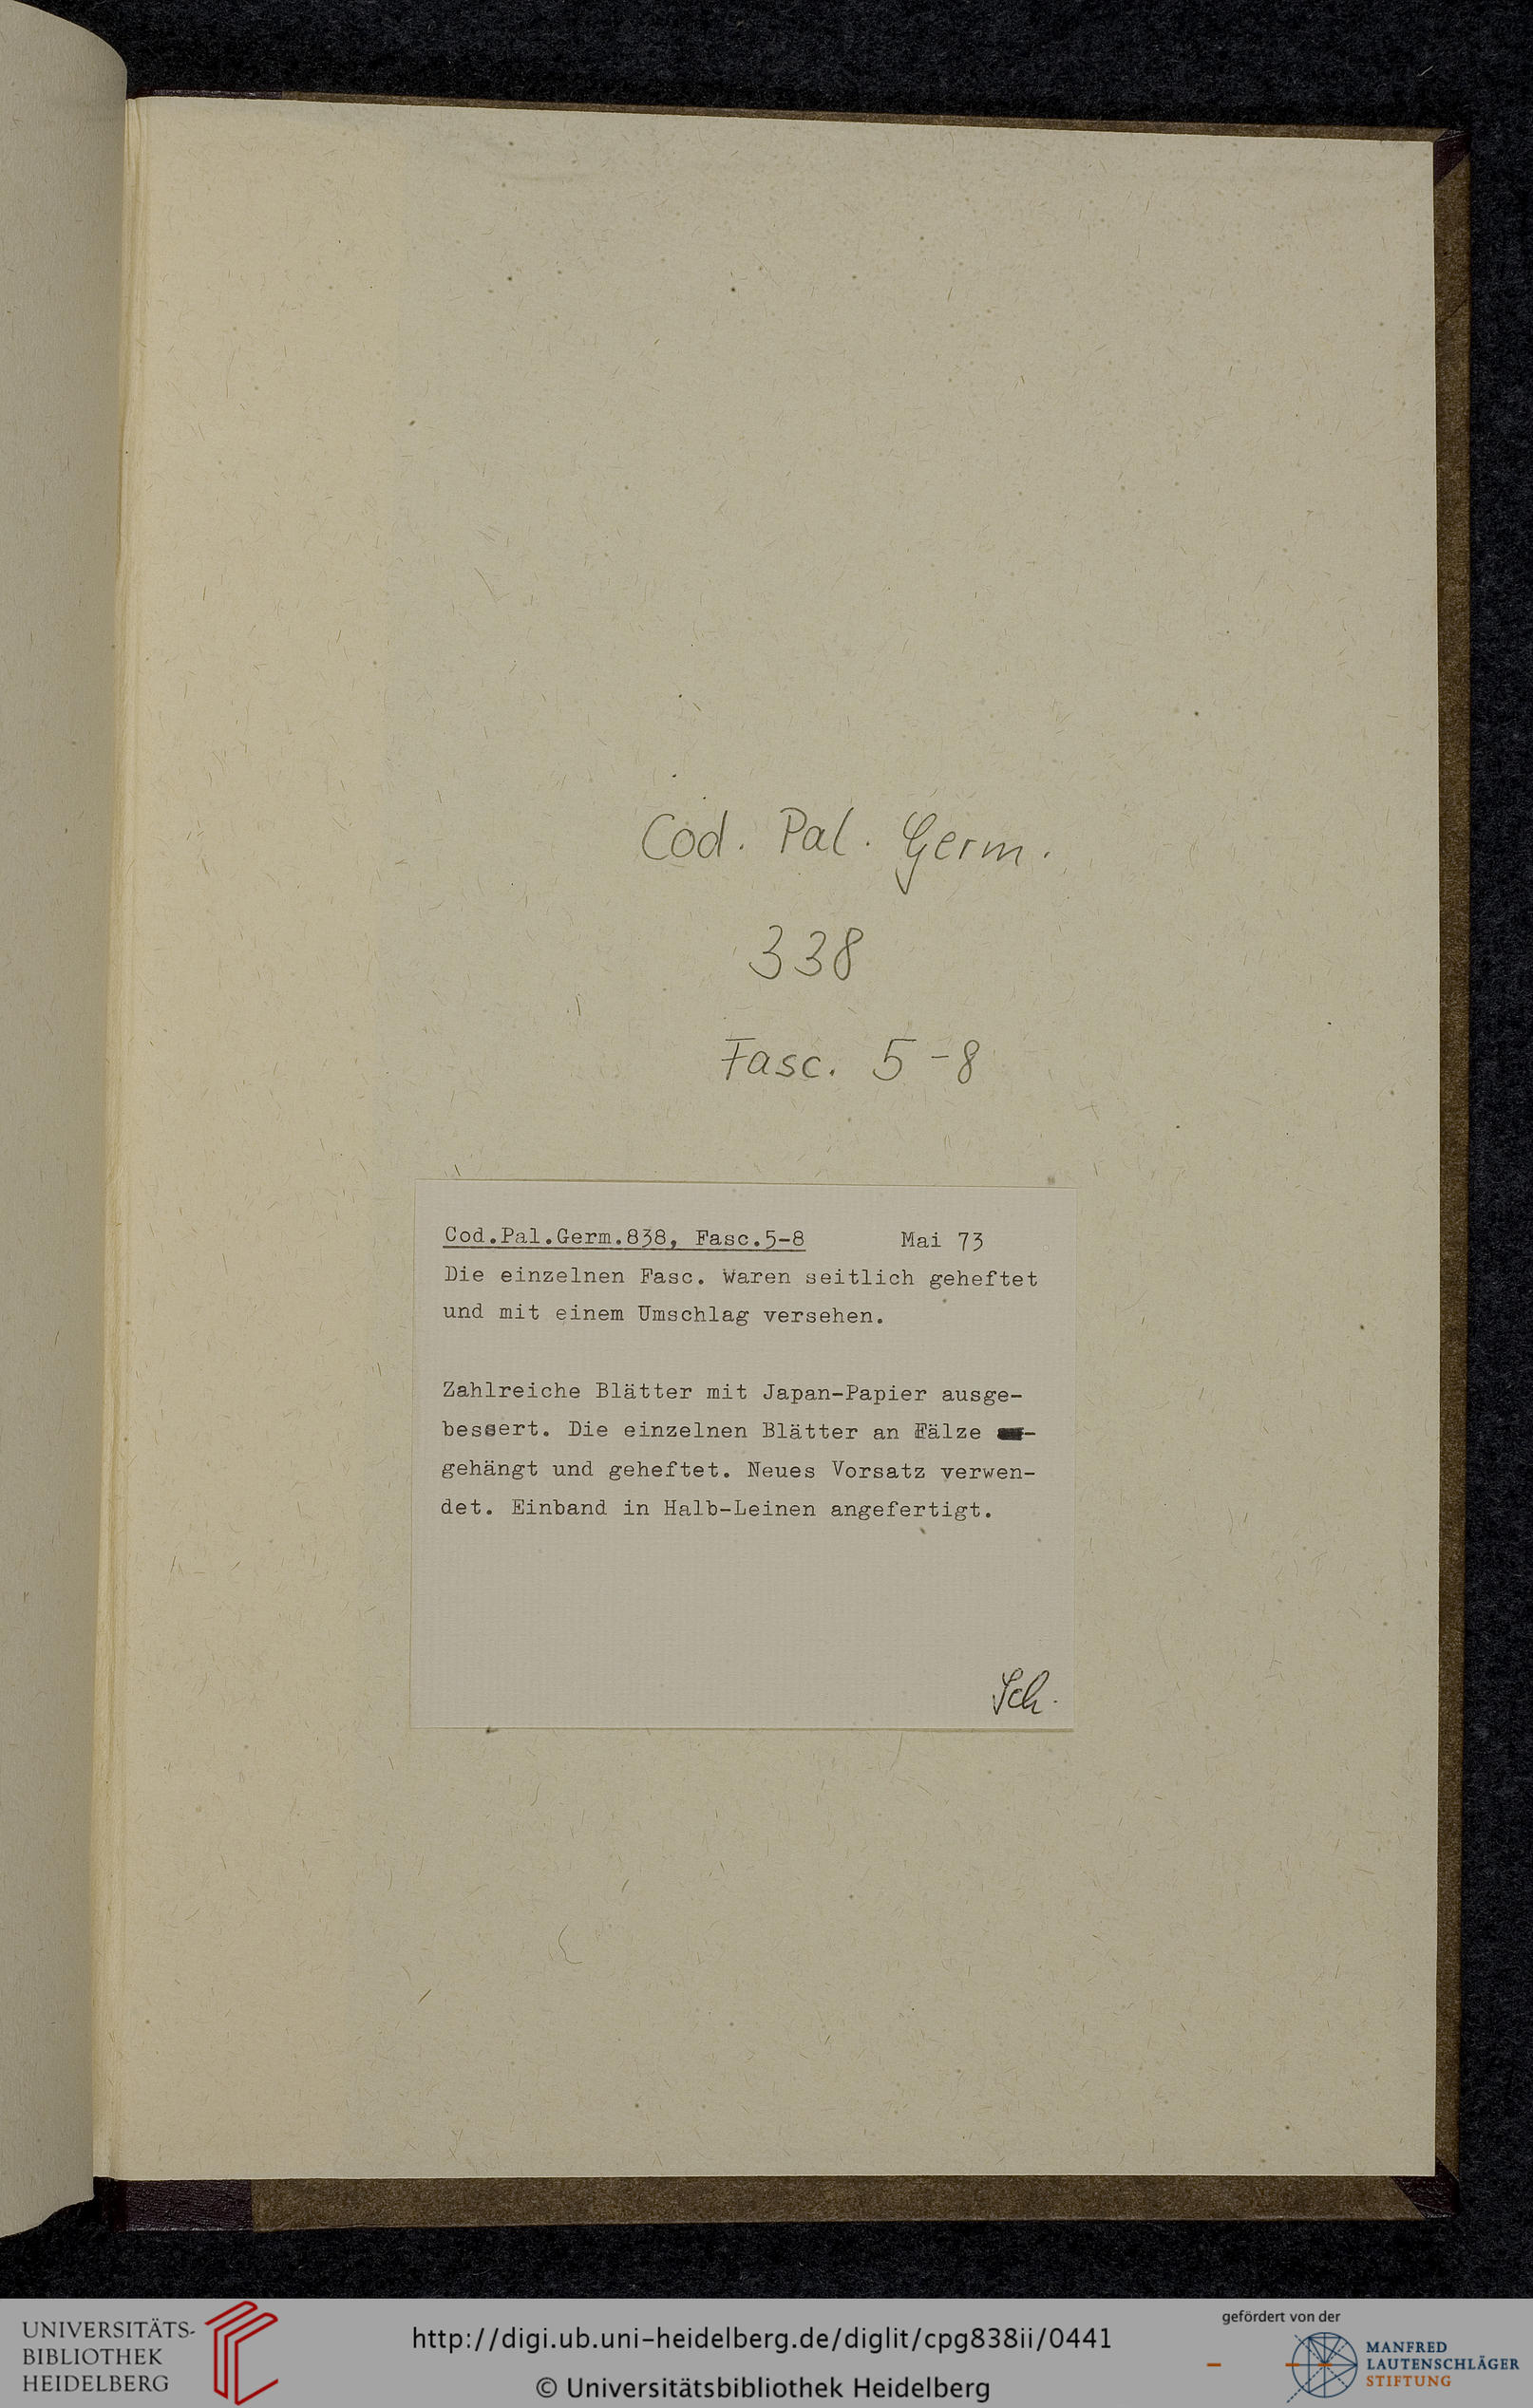 Cod. Pal. Germ.
338
Fasc. 5-8
Cod.Pal.Germ.838, Fasc.5-8 Mai 73
Die einzelnen Fasc. waren seitlich geheftet
und mit einem Umschlag versehen.
Zahlreiche Blätter mit Japan-Papier ausge-
bessert. Die einzelnen Blätter an Fälze -
gehängt und geheftet. Neues Vorsatz verwen-
det. Einband in Halb-Leinen angefertigt.
Sch.
UNIVERSITÄTS-
BIBLIOTHEK
HEIDELBERG
http://digi.ub.uni-heidelberg.de/diglit/cpg838ii/0441
© Universitätsbibliothek Heidelberg
gefördert von der
MANFRED
LAUTENSCHLÄGER
STIFTUNG